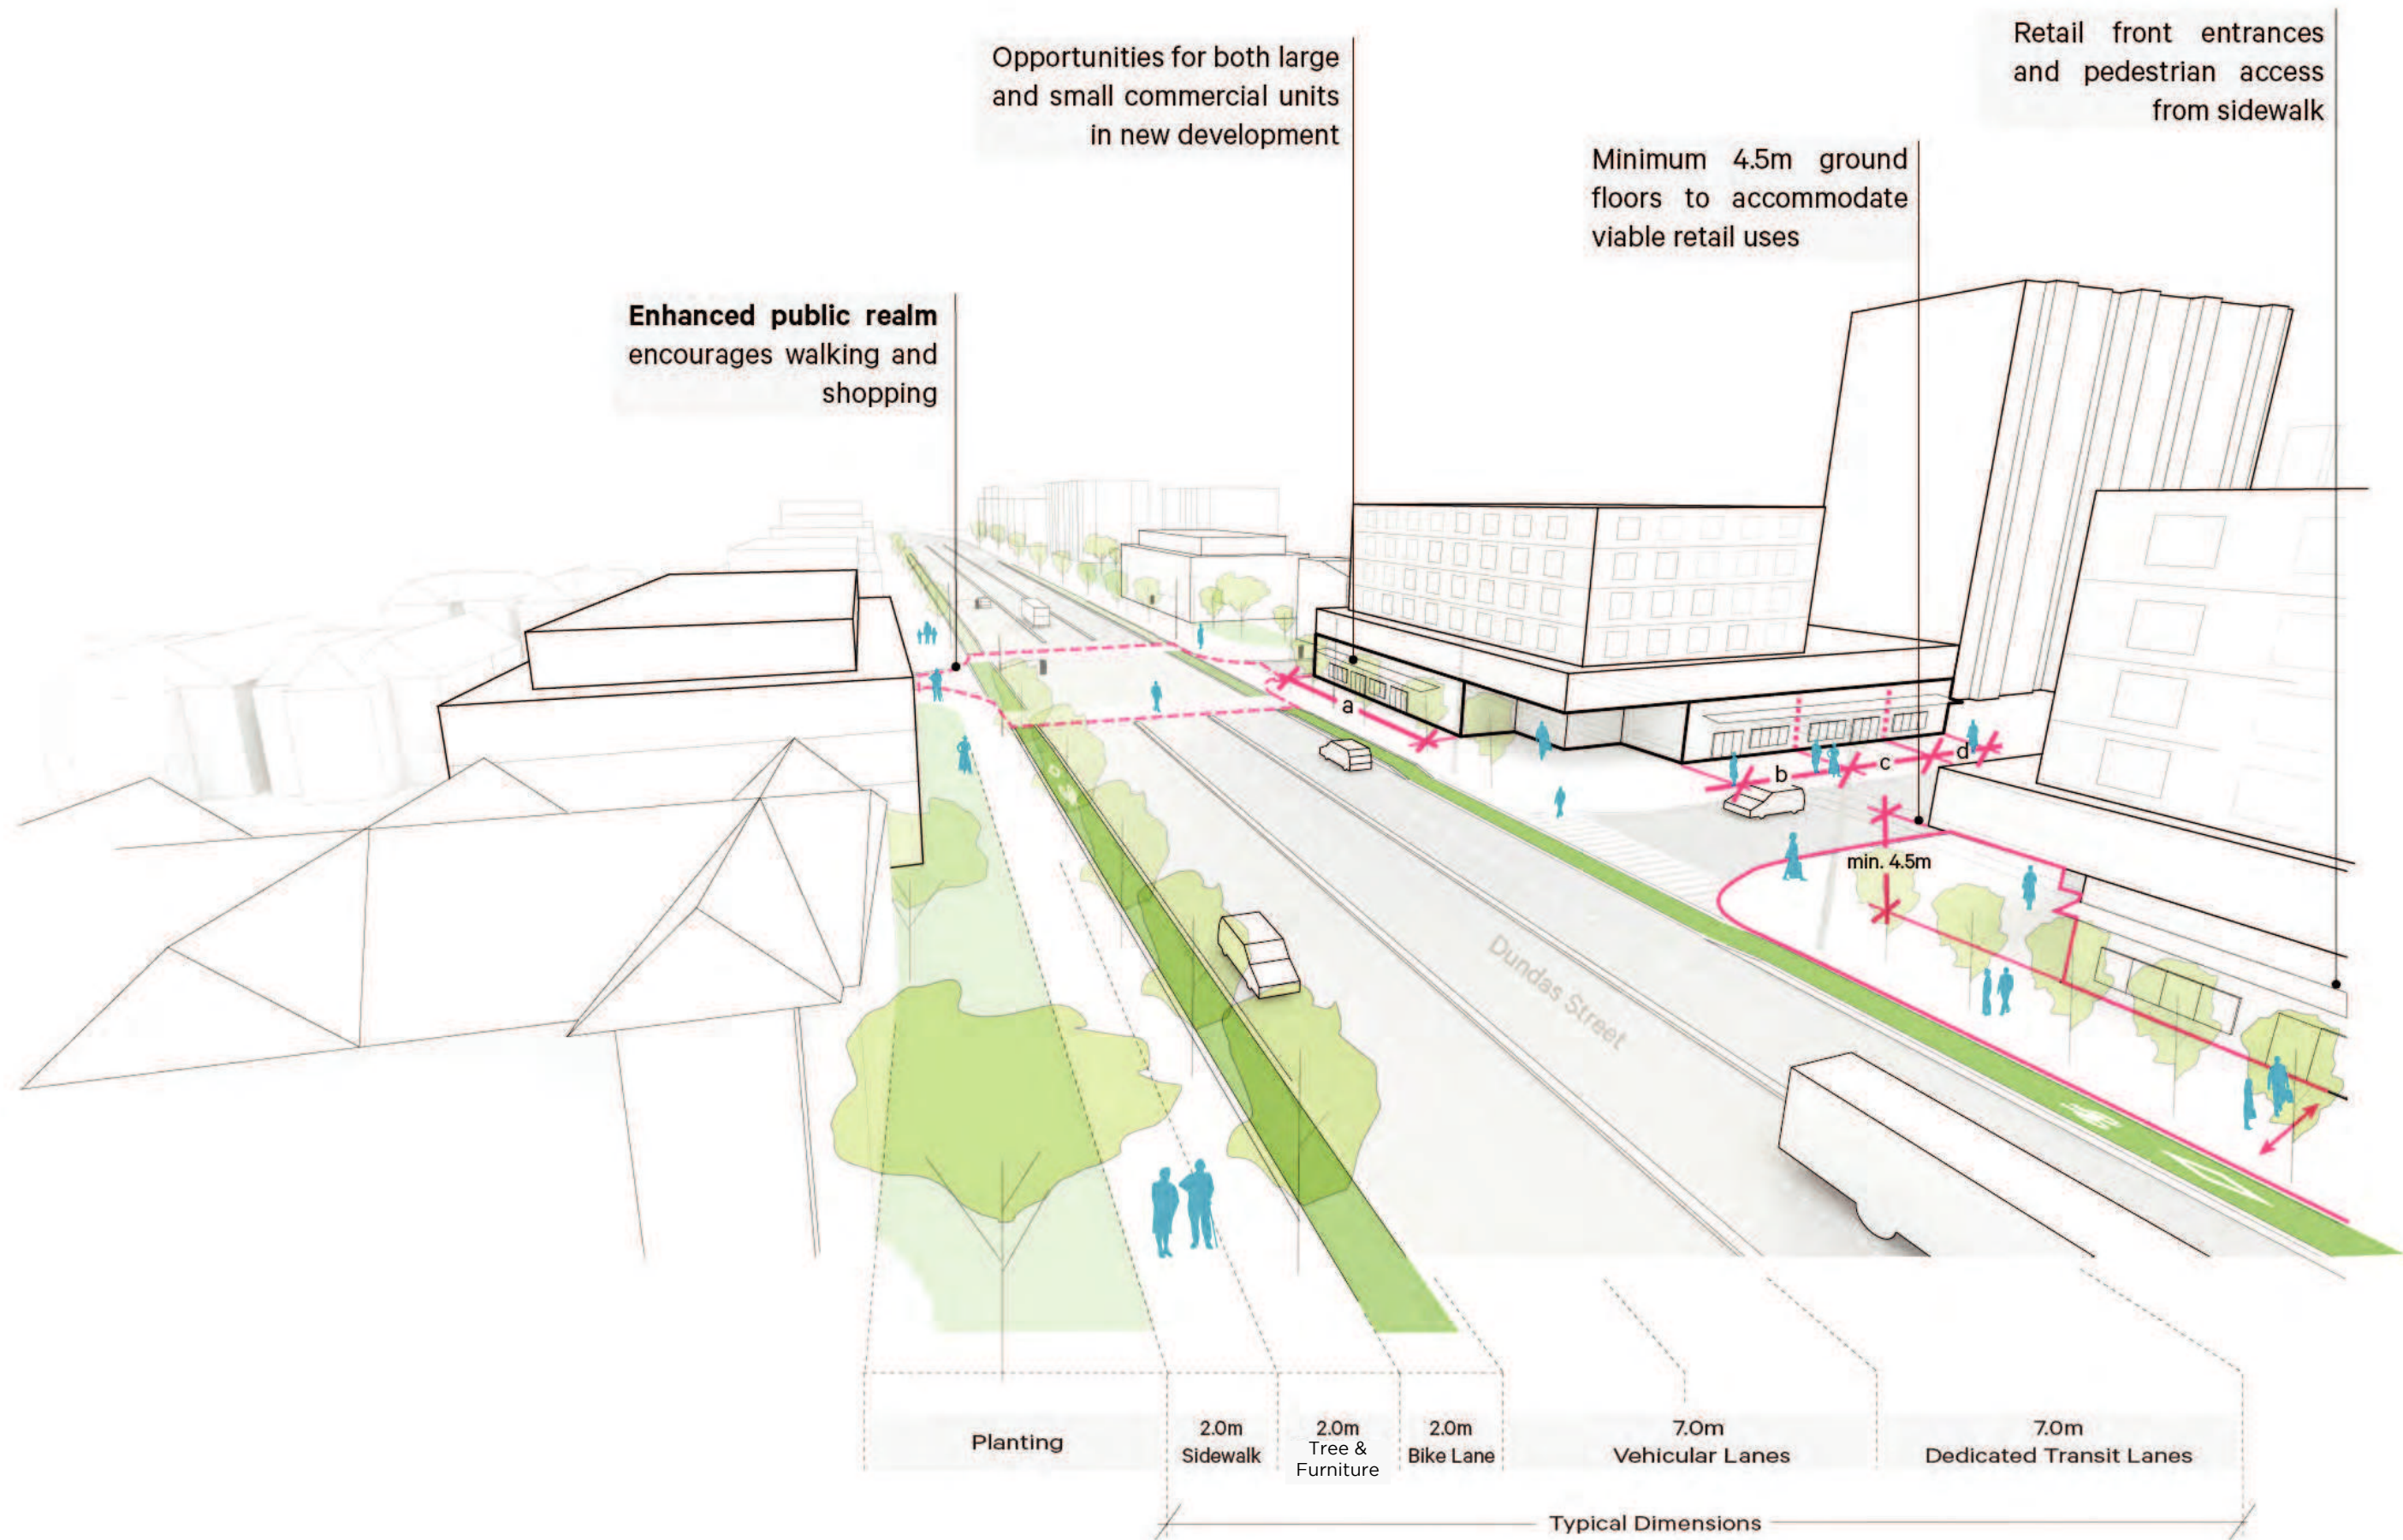 Retail front entrances
and pedestrian access
from sidewalk
Opportunities for both large
and small commercial units
in new development
Minimum 4.5m ground
floors to accommodate
viable retail uses
Enhanced public realm
encourages walking and
shopping
a
b
c
d
min. 4.5m
Dundas Street
Planting
2.0m
Sidewalk
2.0m
Tree &
Furniture
2.0m
Bike Lane
7.0m
Vehicular Lanes
7.0m
Dedicated Transit Lanes
Typical Dimensions